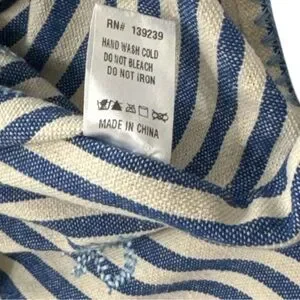 RN# 139239
HAND WASH COLD
DO NOT BLEACH
DO NOT IRON
MADE IN CHINA